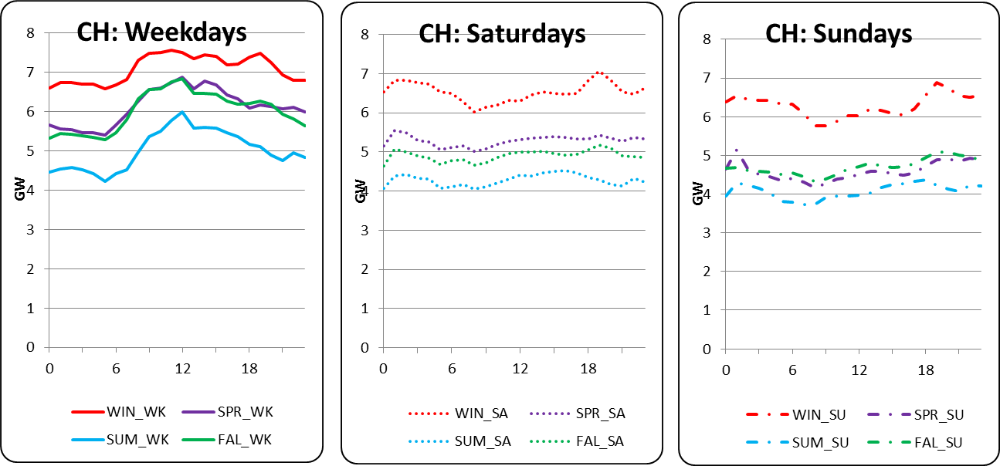 CH: Weekdays
8
7
6
5
4
3
2
1
0
GW
0 6 12 18
WIN_WK SPR_WK
SUM_WK FAL_WK
CH: Saturdays
8
7
6
5
4
3
2
1
0
GW
0 6 12 18
WIN_SA SPR_SA
SUM_SA FAL_SA
CH: Sundays
8
7
6
5
4
3
2
1
0
GW
0 6 12 18
WIN_SU SPR_SU
SUM_SU FAL_SU